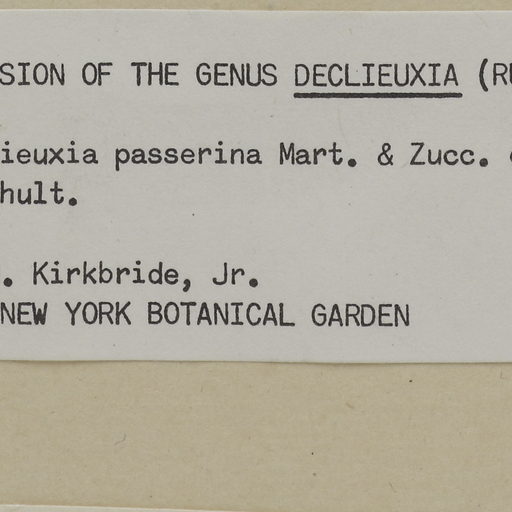 SION OF THE GENUS DECLIEUXIA (RU
ieuxia passerina Mart. & Zucc. 
hult.
. Kirkbride, Jr.
NEW YORK BOTANICAL GARDEN